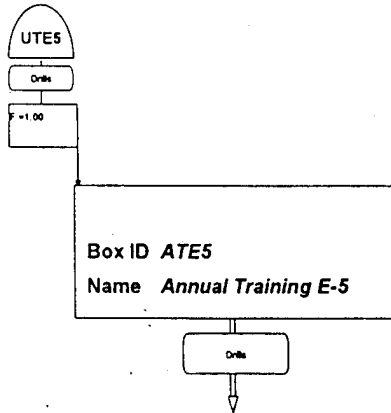 UTE5
Drills
F =1.00
Box ID ATE5
Name Annual Training E-5
Drills